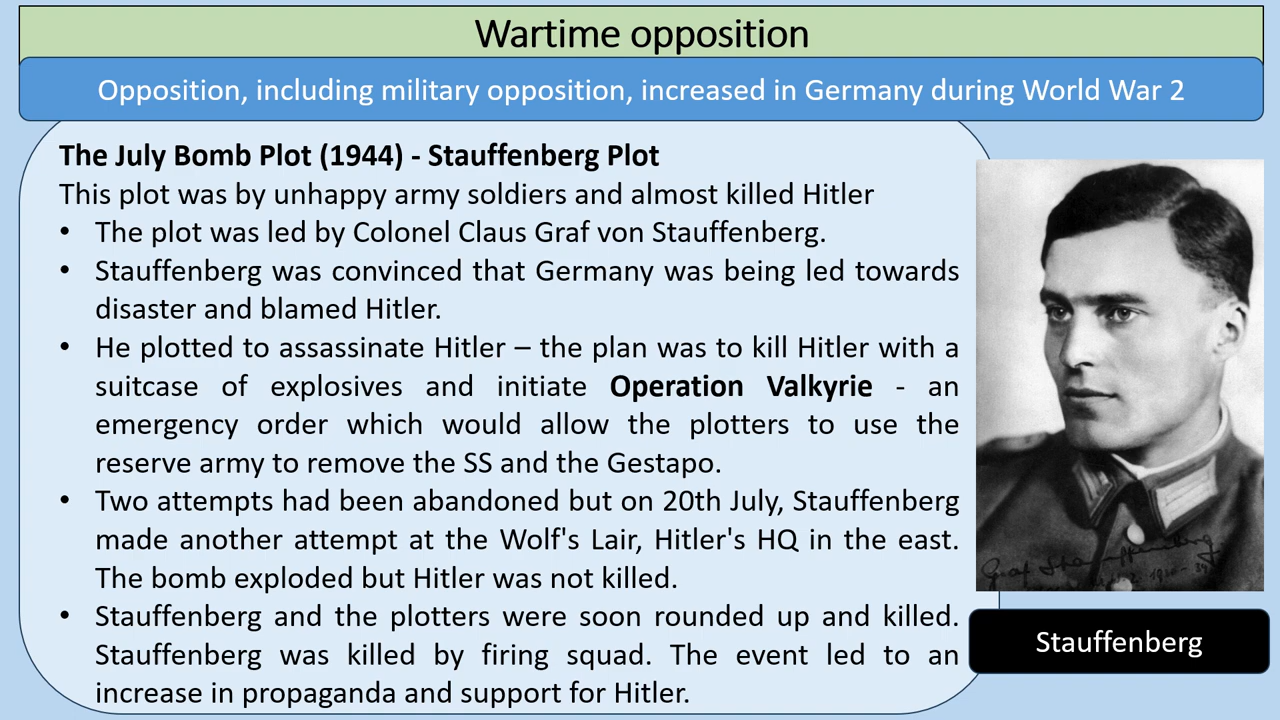 Wartime opposition
Opposition, including military opposition, increased in Germany during World War 2
The July Bomb Plot (1944) - Stauffenberg Plot
This plot was by unhappy army soldiers and almost killed Hitler
• The plot was led by Colonel Claus Graf von Stauffenberg.
• Stauffenberg was convinced that Germany was being led towards
disaster and blamed Hitler.
• He plotted to assassinate Hitler – the plan was to kill Hitler with a
suitcase of explosives and initiate Operation Valkyrie - an
emergency order which would allow the plotters to use the
reserve army to remove the SS and the Gestapo.
• Two attempts had been abandoned but on 20th July, Stauffenberg
made another attempt at the Wolf's Lair, Hitler's HQ in the east.
The bomb exploded but Hitler was not killed.
• Stauffenberg and the plotters were soon rounded up and killed.
Stauffenberg was killed by firing squad. The event led to an
increase in propaganda and support for Hitler.
Graf Stauffenberg
Stauffenberg